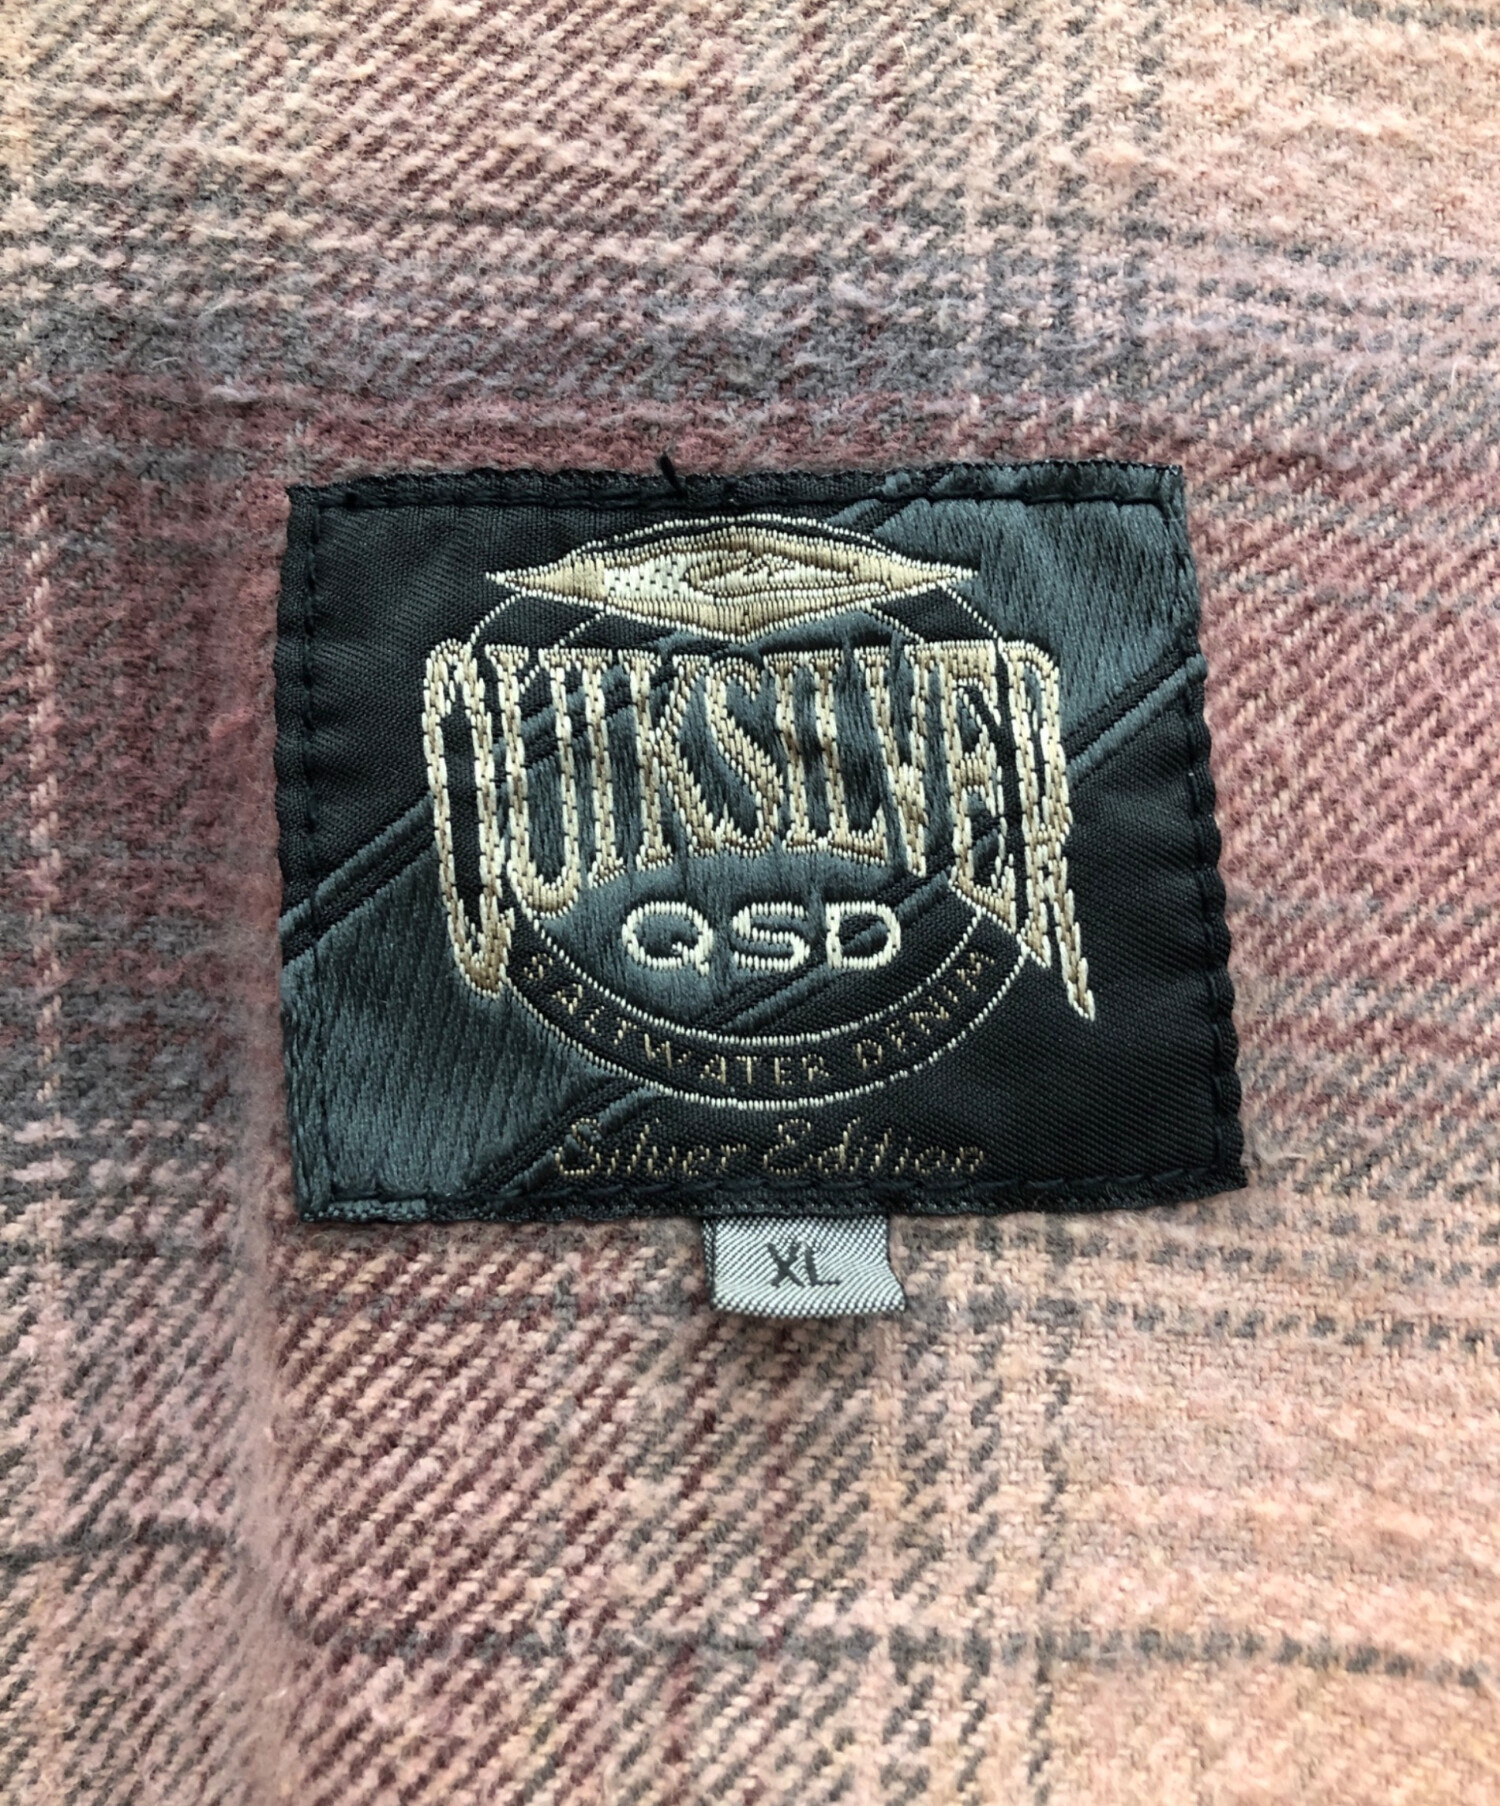 QUIKSILVER
QSD
SALTWATER DENIM
Silver Edition
XL